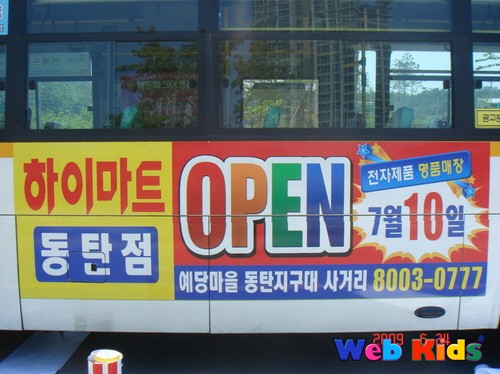 하이마트
동탄점
OPEN
전자제품 명품매장
7월10일
예당마을 동탄지구대 사거리 8003-0777
2009 6 24
Web Kids